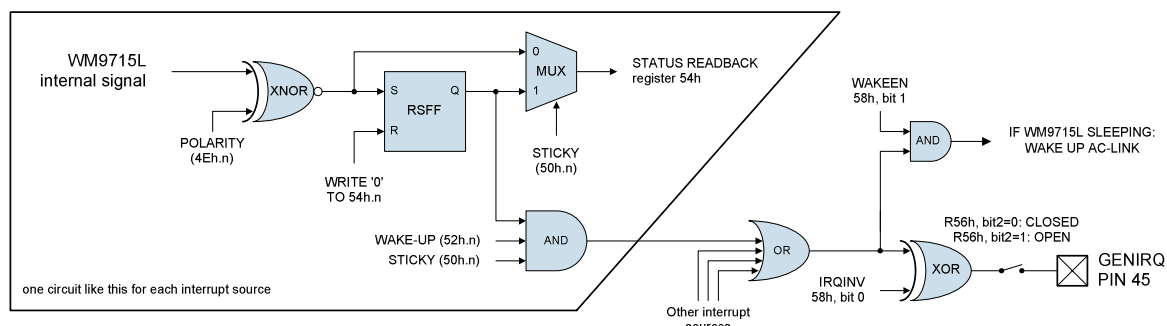 WM9715L
internal signal
XNOR
POLARITY
(4Eh.n)
S
Q
RSFF
R
WRITE '0'
TO 54h.n
0
MUX
1
STATUS READBACK
register 54h
STICKY
(50h.n)
WAKE-UP (52h.n)
STICKY (50h.n)
AND
one circuit like this for each interrupt source
OR
Other interrupt
sources
WAKEEN
58h, bit 1
AND
IF WM9715L SLEEPING:
WAKE UP AC-LINK
R56h, bit2=0: CLOSED
R56h, bit2=1: OPEN
IRQINV
58h, bit 0
XOR
GENIRQ
PIN 45